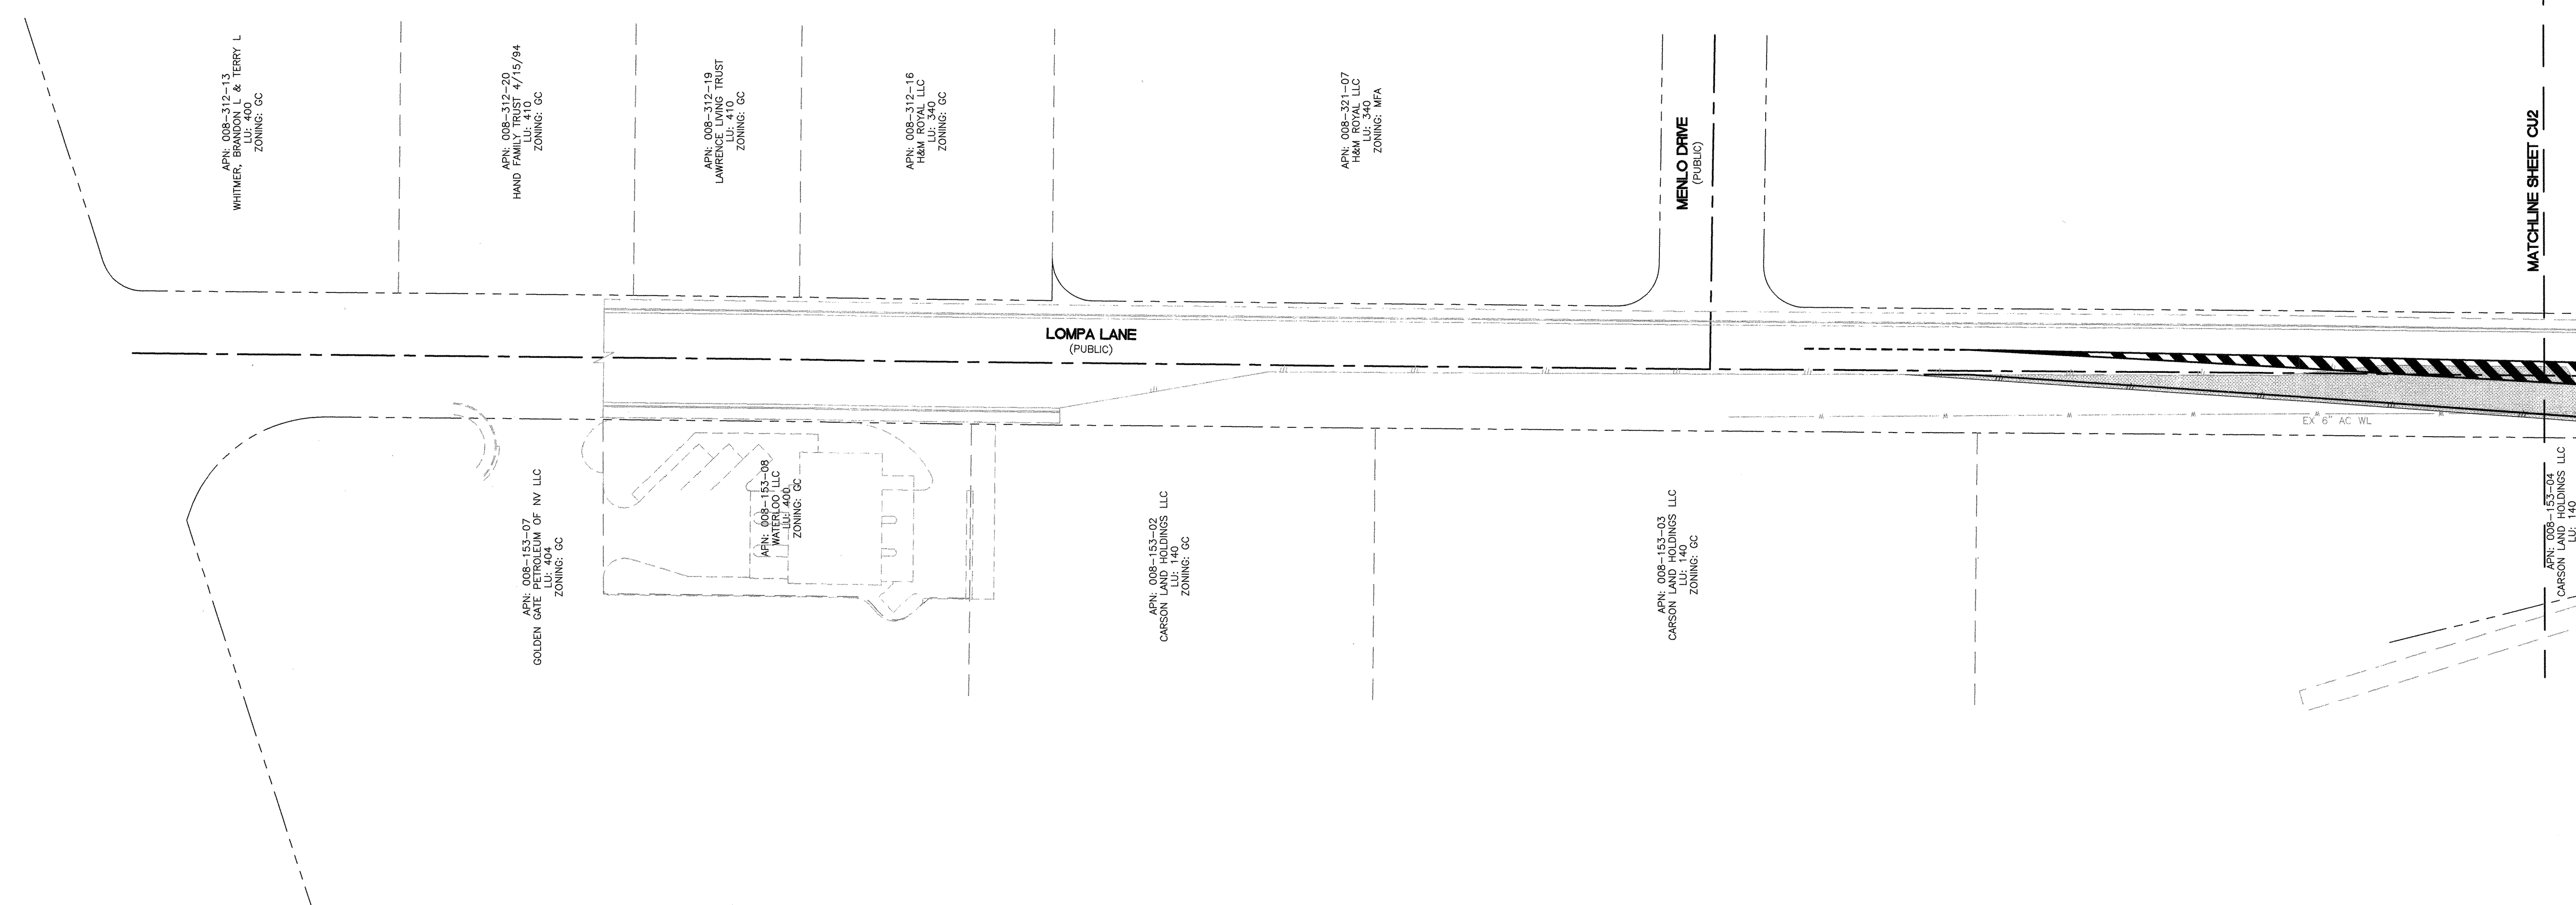 APN: 008-312-13
WHITMER, BRANDON L & TERRY L
LU: 400
ZONING: GC
APN: 008-312-20
HAND FAMILY TRUST 4/15/94
LU: 410
ZONING: GC
APN: 008-312-19
LAWRENCE LIVING TRUST
LU: 410
ZONING: GC
APN: 008-312-16
H&M ROYAL LLC
LU: 340
ZONING: GC
APN: 008-321-07
H&M ROYAL LLC
LU: 340
ZONING: MFA
MENLO DRIVE
(PUBLIC)
MATCHLINE SHEET CU2
LOMPA LANE
(PUBLIC)
EX 6" AC WL
APN: 008-153-07
GOLDEN GATE PETROLEUM OF NV LLC
LU: 404
ZONING: GC
APN: 008-153-08
WATERLOO LLC
LU: 400
ZONING: GC
APN: 008-153-02
CARSON LAND HOLDINGS LLC
LU: 140
ZONING: GC
APN: 008-153-03
CARSON LAND HOLDINGS LLC
LU: 140
ZONING: GC
APN: 008-153-04
CARSON LAND HOLDINGS LLC
LU: 140